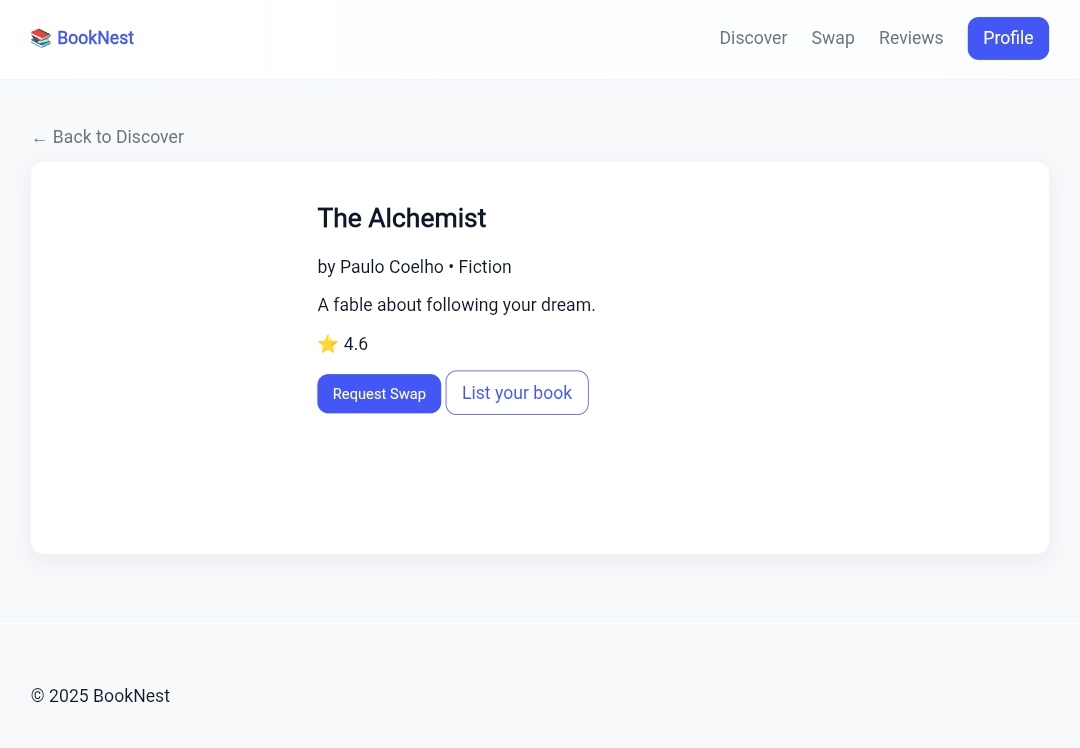 📚 BookNest
Discover Swap Reviews Profile
← Back to Discover
The Alchemist
by Paulo Coelho • Fiction
A fable about following your dream.
⭐ 4.6
Request Swap List your book
© 2025 BookNest